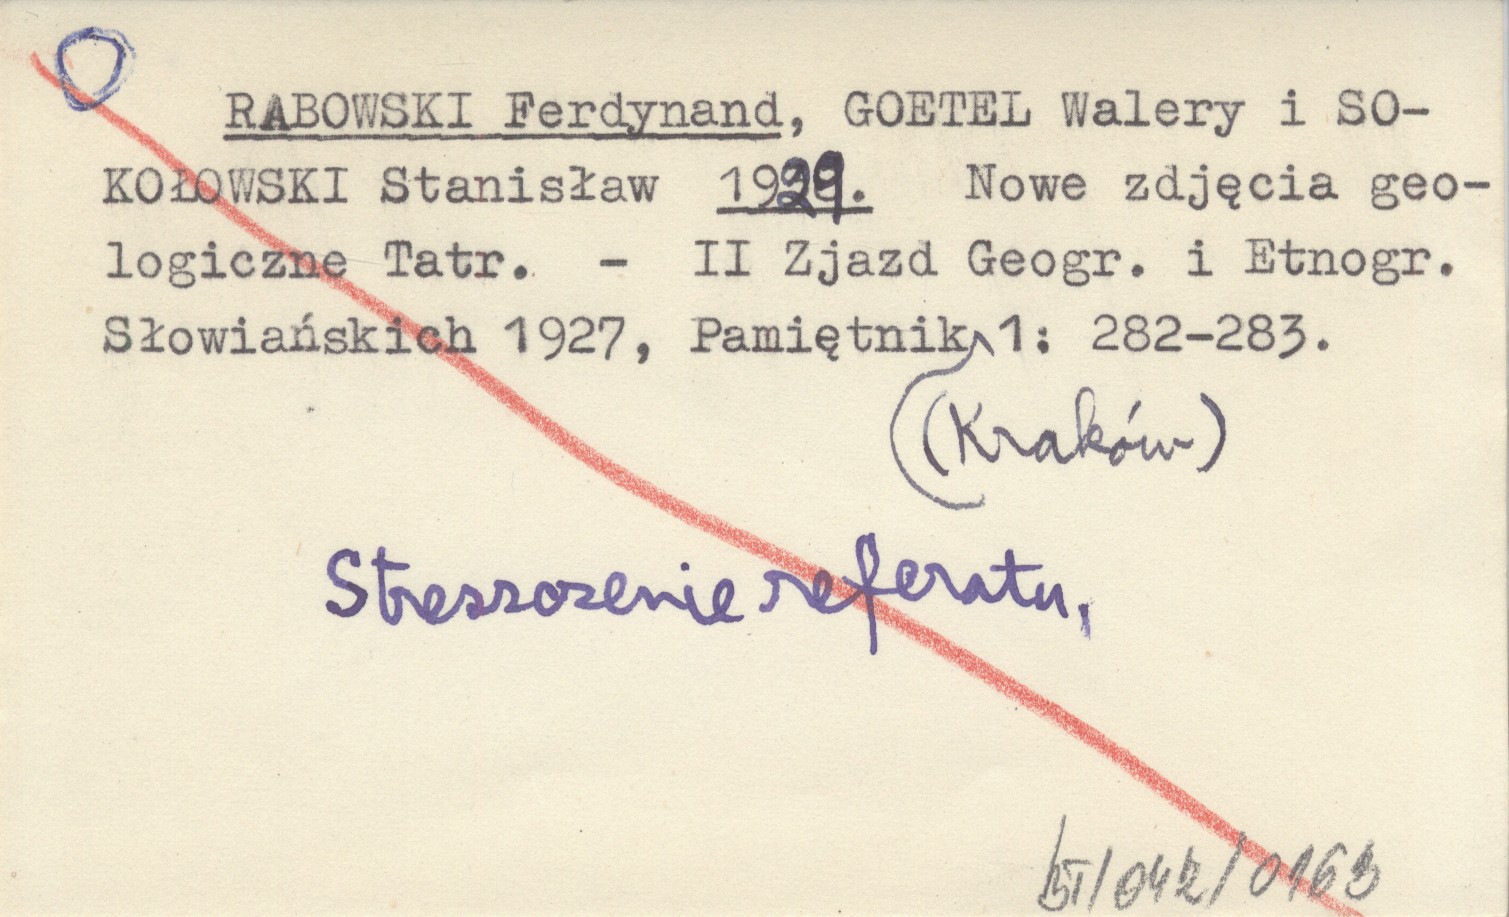 RABOWSKI Ferdynand, GOETEL Walery i SO-
KOŁOWSKI Stanisław 1929. Nowe zdjęcia geo-
logiczne Tatr. - II Zjazd Geogr. i Etnogr.
Słowiańskich 1927, Pamiętnik 1: 282-283.
(Kraków)
Streszczenie referatu.
/042/0163